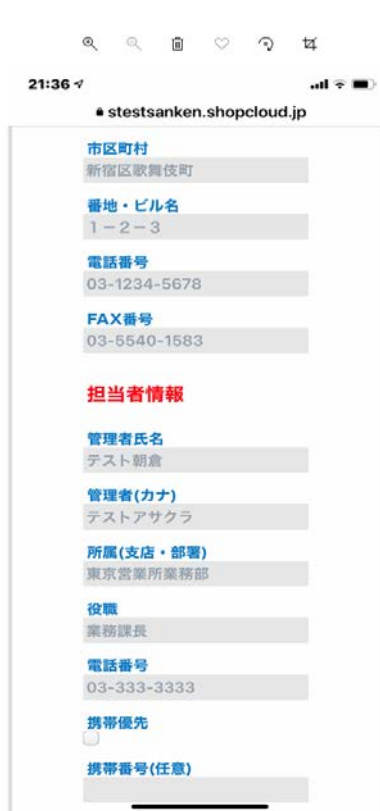 21:36
stestsanken.shopcloud.jp
市区町村
新宿区歌舞伎町
番地・ビル名
1－2－3
電話番号
03-1234-5678
FAX番号
03-5540-1583
担当者情報
管理者氏名
テスト朝倉
管理者(カナ)
テストアサクラ
所属(支店・部署)
東京営業所業務部
役職
業務課長
電話番号
03-333-3333
携帯優先
携帯番号(任意)